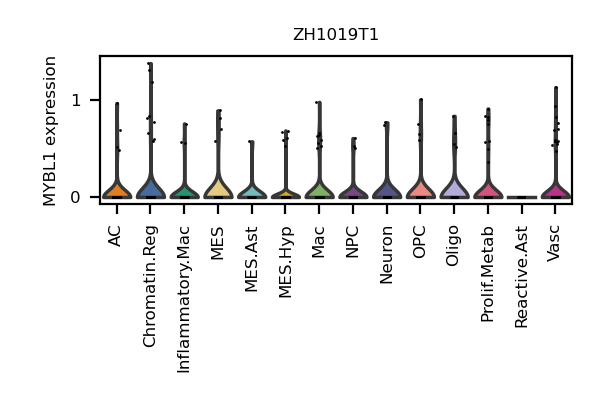 ZH1019T1
MYBL1 expression
1
0
AC
Chromatin.Reg
Inflammatory.Mac
MES
MES.Ast
MES.Hyp
Mac
NPC
Neuron
OPC
Oligo
Prolif.Metab
Reactive.Ast
Vasc